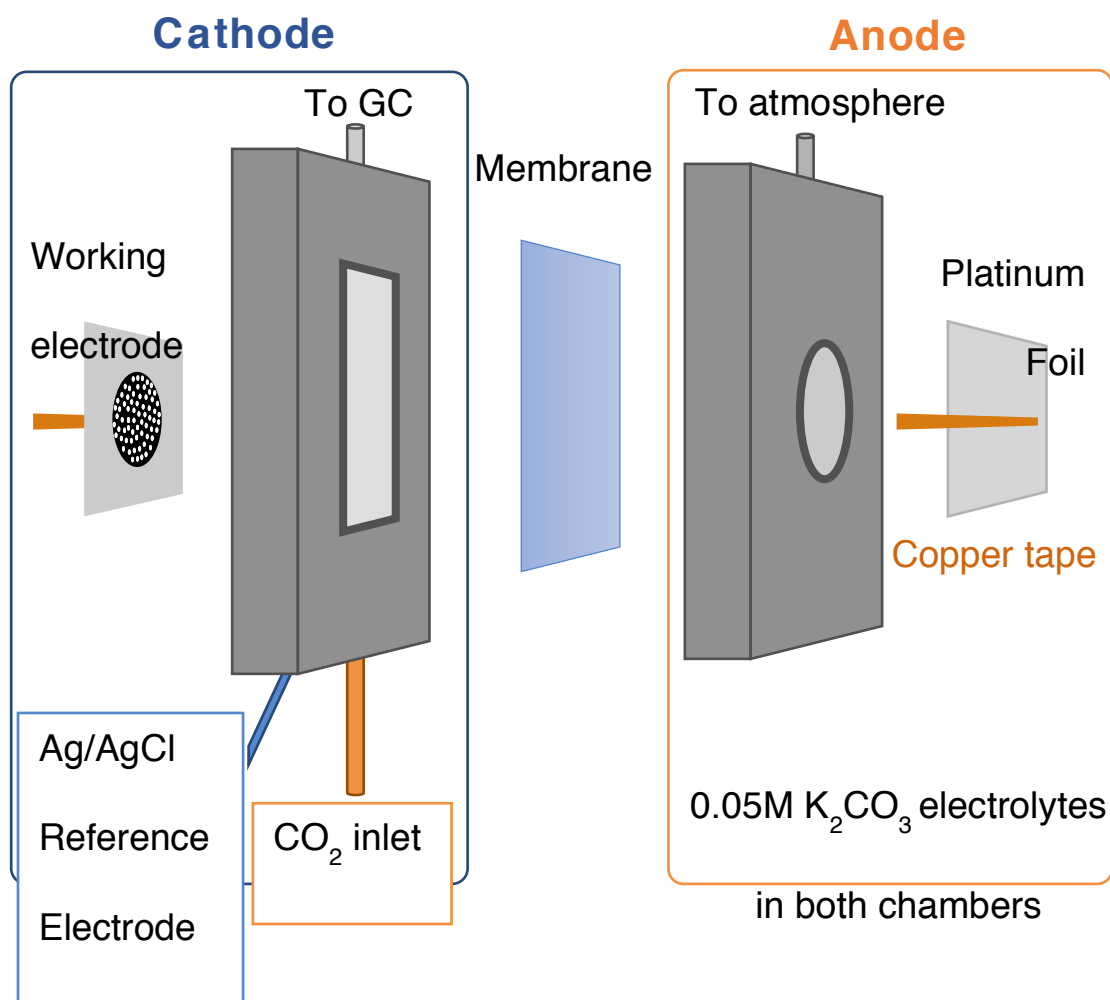 Cathode
Anode
To GC
To atmosphere
Membrane
Working
electrode
Platinum
Foil
Copper tape
Ag/AgCl
Reference
Electrode
CO₂ inlet
0.05M K₂CO₃ electrolytes
in both chambers